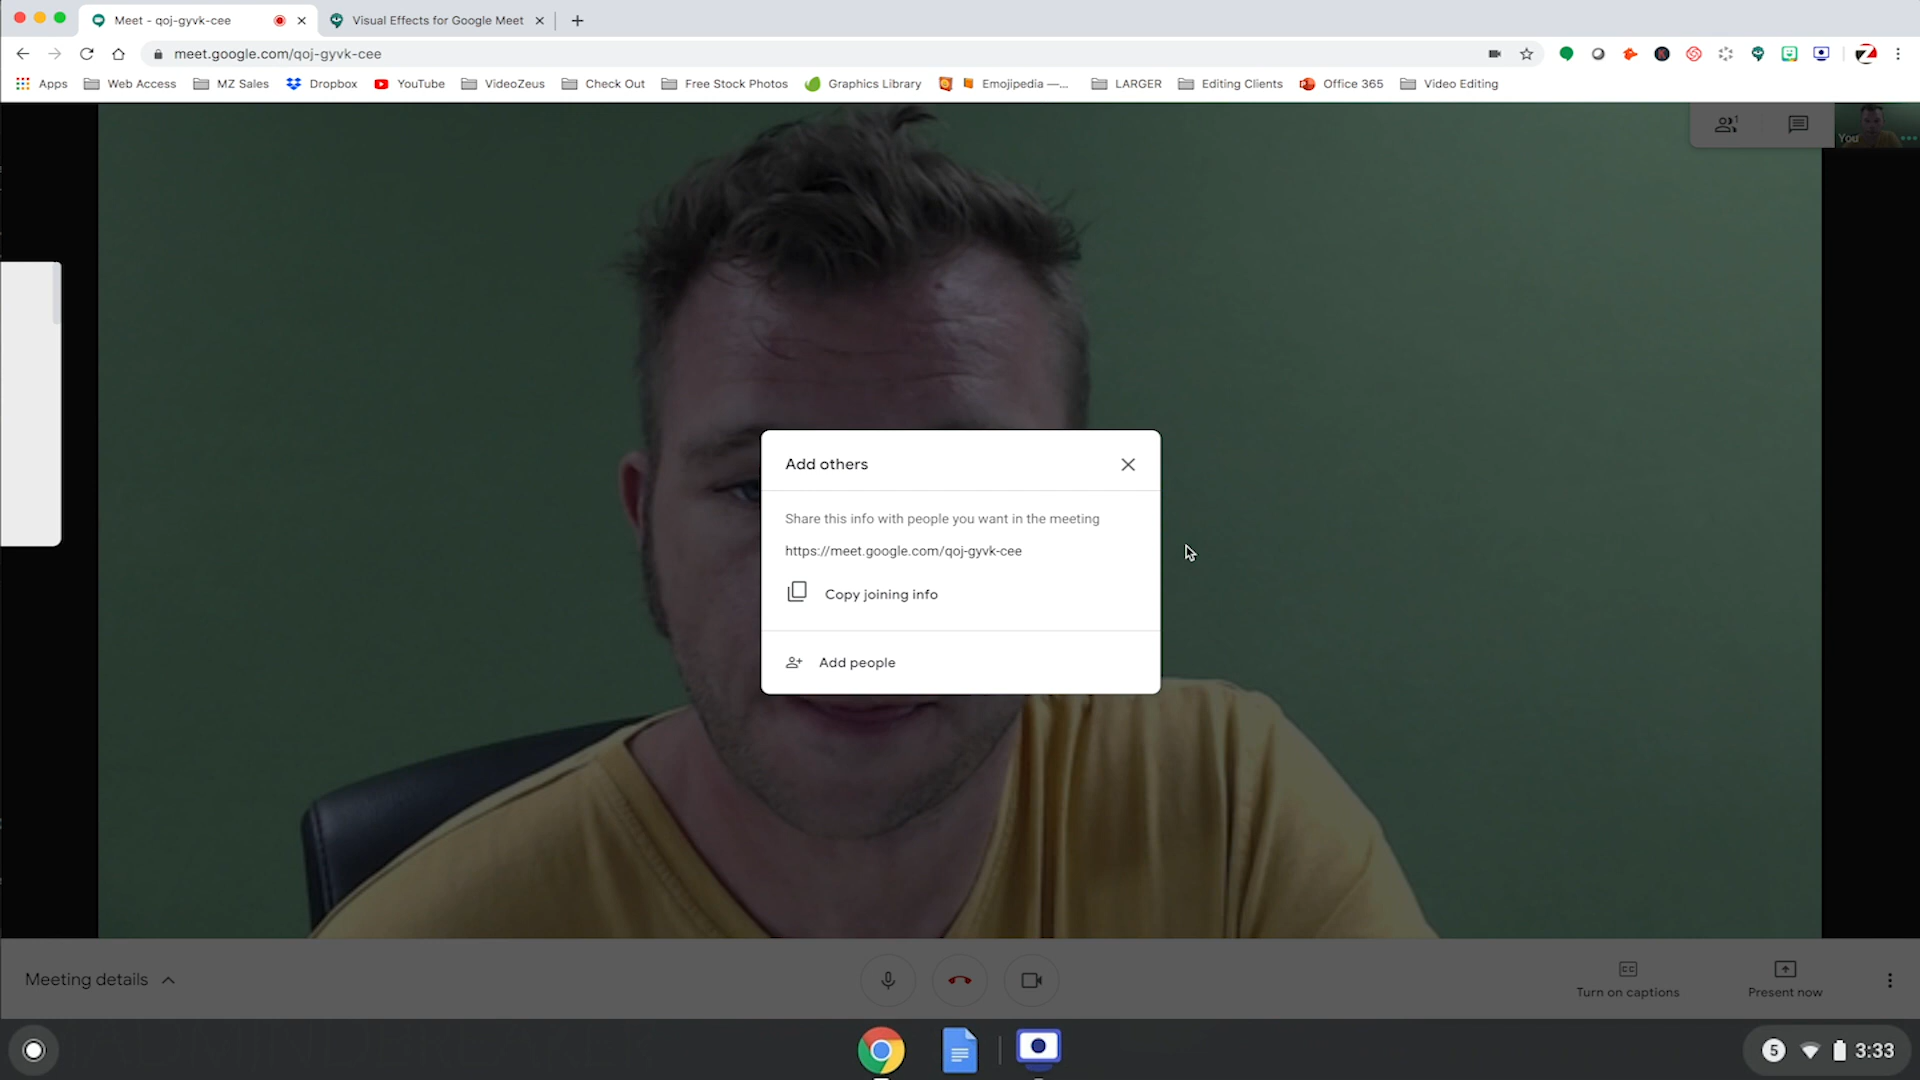 Meet - qoj-gyvk-cee
Visual Effects for Google Meet
meet.google.com/qoj-gyvk-cee
Apps
Web Access
MZ Sales
Dropbox
YouTube
VideoZeus
Check Out
Free Stock Photos
Graphics Library
Emojipedia —...
LARGER
Editing Clients
Office 365
Video Editing
1
You
Add others
Share this info with people you want in the meeting
https://meet.google.com/qoj-gyvk-cee
Copy joining info
Add people
Meeting details
CC
Turn on captions
Present now
5
3:33